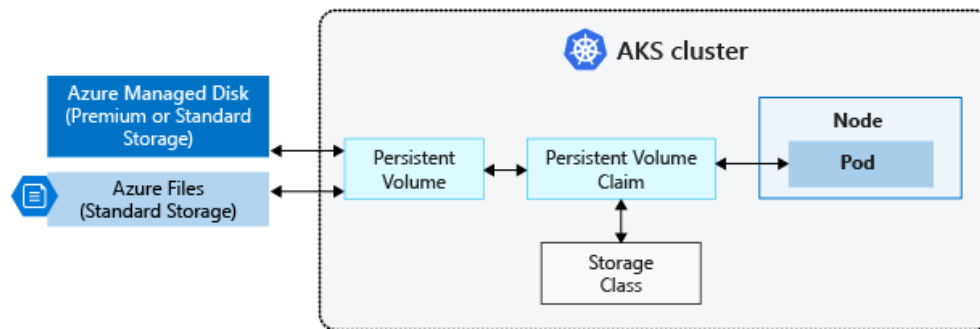 AKS cluster
Azure Managed Disk
(Premium or Standard
Storage)
Azure Files
(Standard Storage)
Persistent
Volume
Persistent Volume
Claim
Node
Pod
Storage
Class